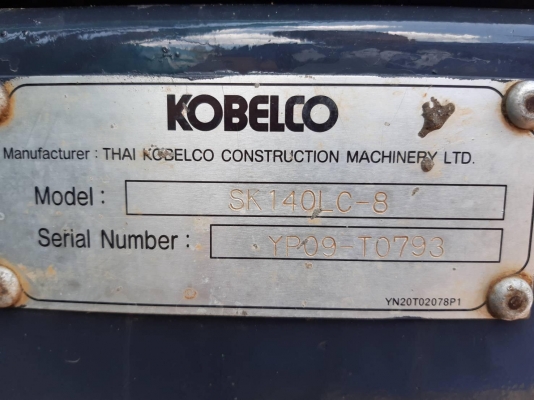 KOBELCO
Manufacturer : THAI KOBELCO CONSTRUCTION MACHINERY LTD.
Model : SK140LC-8
Serial Number : YP09-T0793
YN20T02078P1